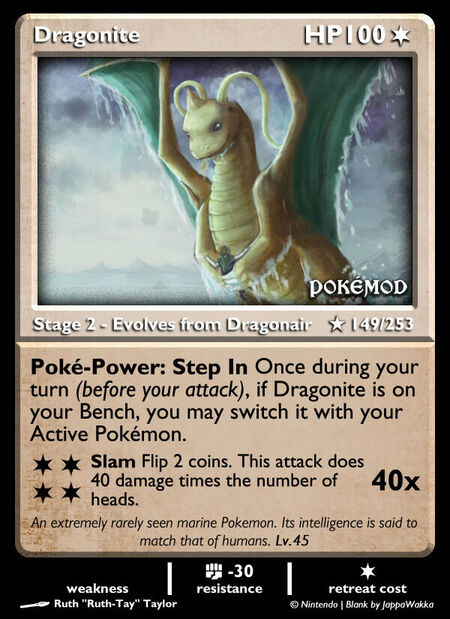 Dragonite HP100
POKÉMOD
Stage 2 - Evolves from Dragonair ★ 149/253
Poké-Power: Step In Once during your
turn (before your attack), if Dragonite is on
your Bench, you may switch it with your
Active Pokémon.
Slam Flip 2 coins. This attack does
40 damage times the number of
heads.
40x
An extremely rarely seen marine Pokemon. Its intelligence is said to
match that of humans. Lv.45
weakness
-30
resistance
retreat cost
Ruth "Ruth-Tay" Taylor
© Nintendo | Blank by JappaWakka